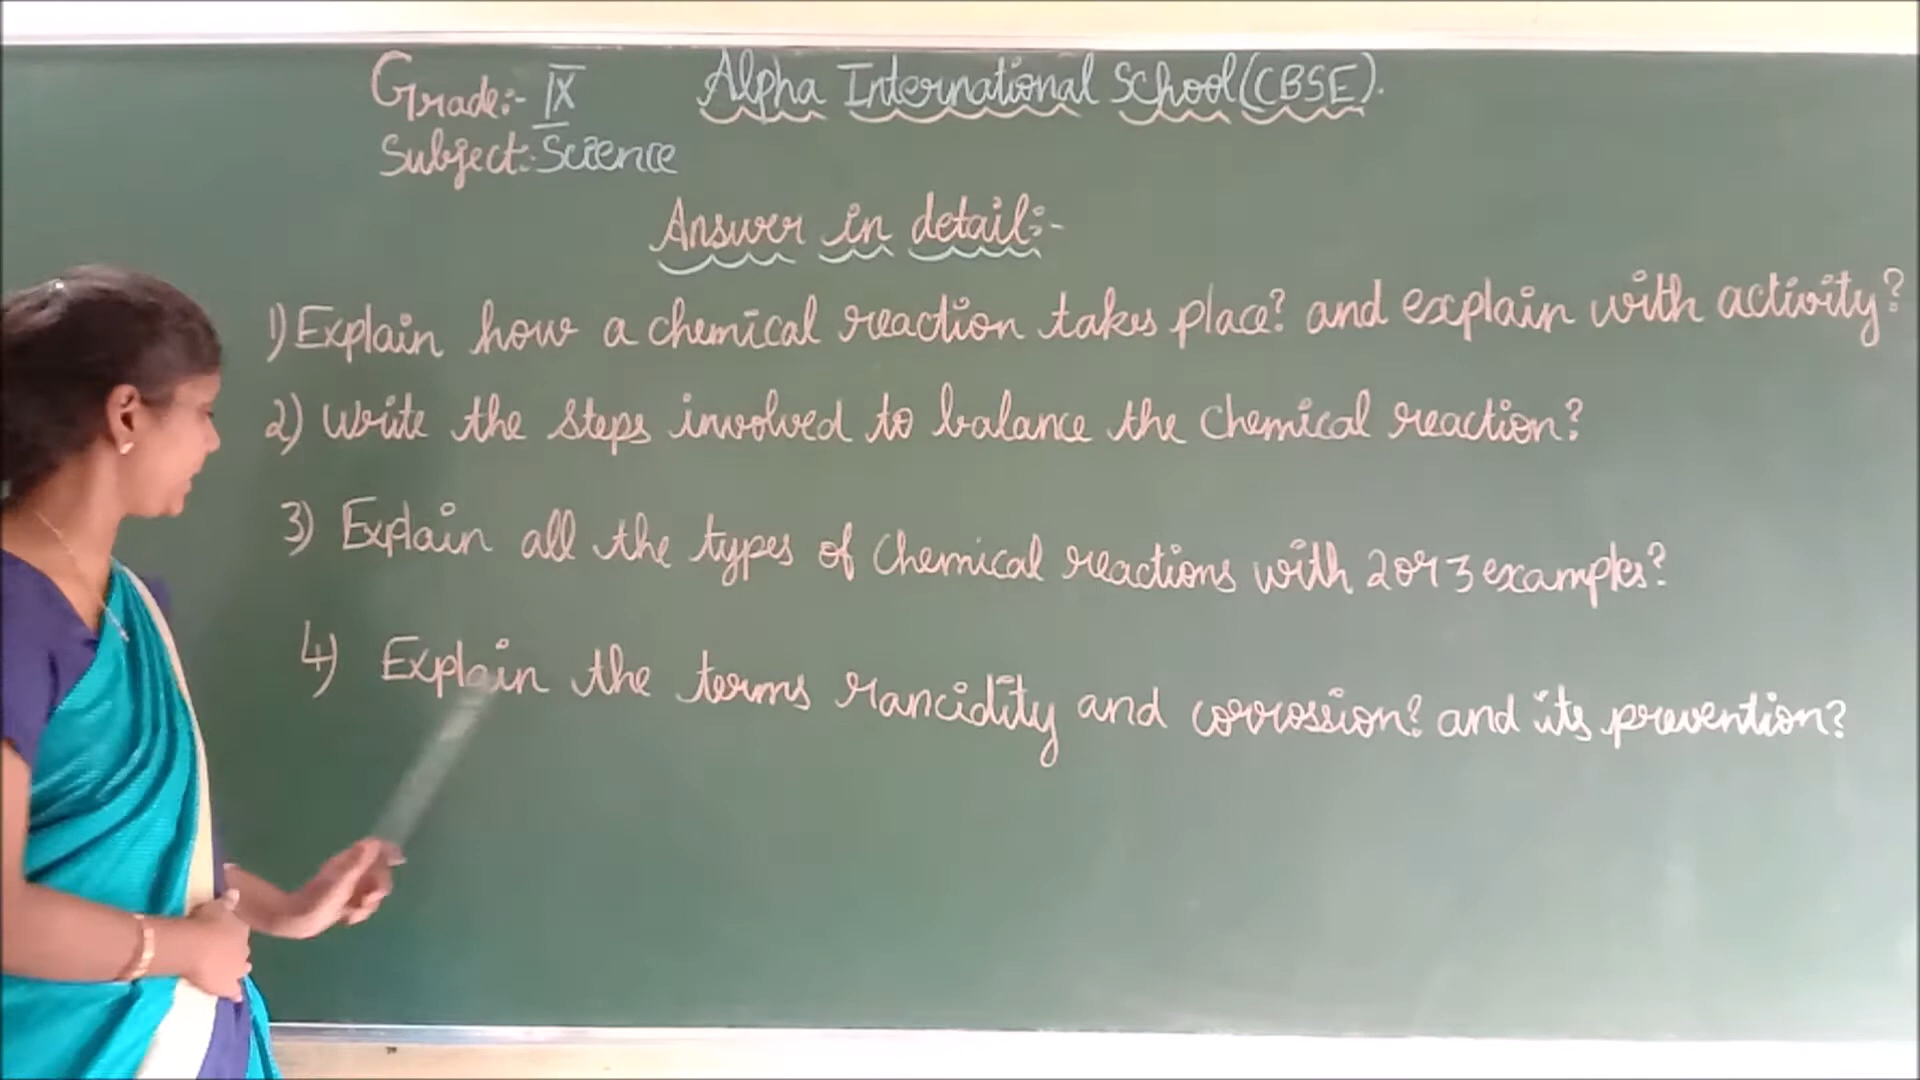 Grade:- IX Alpha International School(CBSE).
Subject:- Science
Answer in detail:-
1) Explain how a chemical reaction takes place? and explain with activity?
2) Write the steps involved to balance the chemical reaction?
3) Explain all the types of Chemical reactions with 2 or 3 examples?
4) Explain the terms rancidity and corrossion? and its prevention?